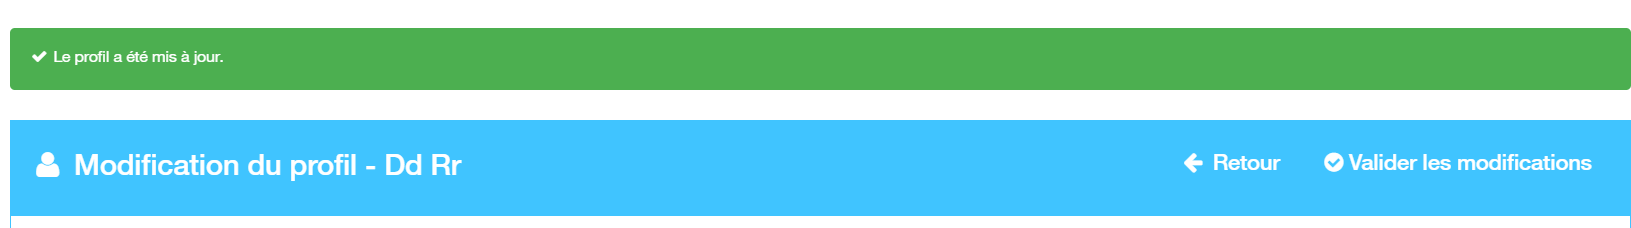 Le profil a été mis à jour.
Modification du profil - Dd Rr
Retour
Valider les modifications